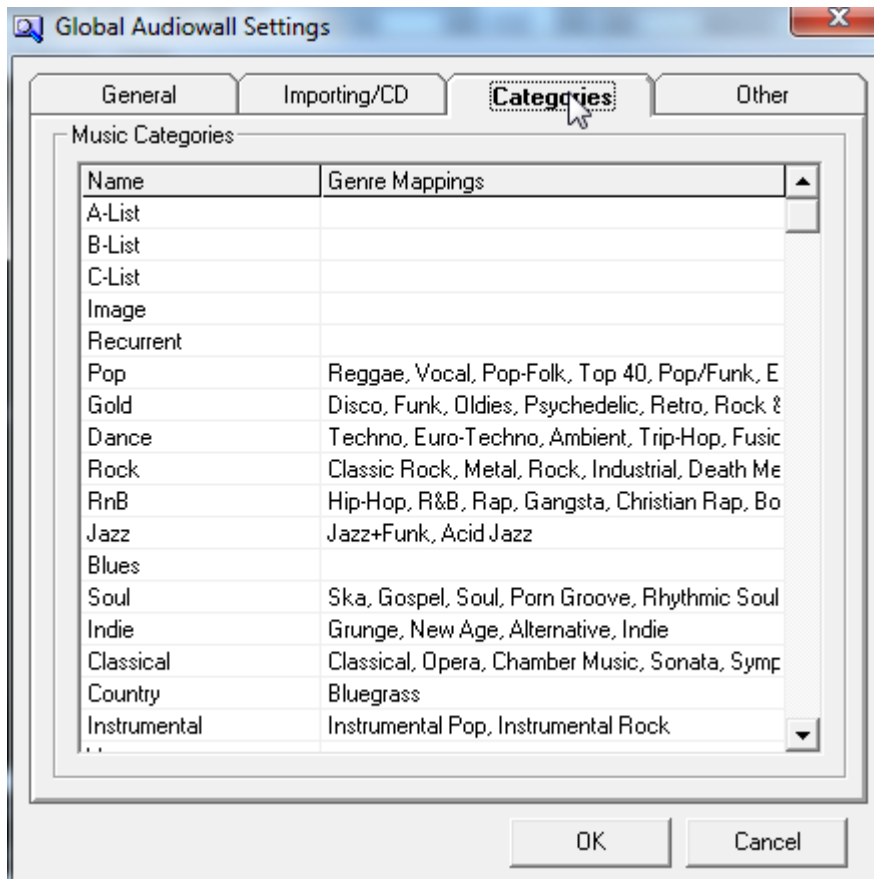 Global Audiowall Settings
General Importing/CD Categories Other
Music Categories
Name Genre Mappings
A-List
B-List
C-List
Image
Recurrent
Pop Reggae, Vocal, Pop-Folk, Top 40, Pop/Funk, E
Gold Disco, Funk, Oldies, Psychedelic, Retro, Rock &
Dance Techno, Euro-Techno, Ambient, Trip-Hop, Fusic
Rock Classic Rock, Metal, Rock, Industrial, Death Me
RnB Hip-Hop, R&B, Rap, Gangsta, Christian Rap, Bo
Jazz Jazz+Funk, Acid Jazz
Blues
Soul Ska, Gospel, Soul, Porn Groove, Rhythmic Soul
Indie Grunge, New Age, Alternative, Indie
Classical Classical, Opera, Chamber Music, Sonata, Symp
Country Bluegrass
Instrumental Instrumental Pop, Instrumental Rock
OK Cancel